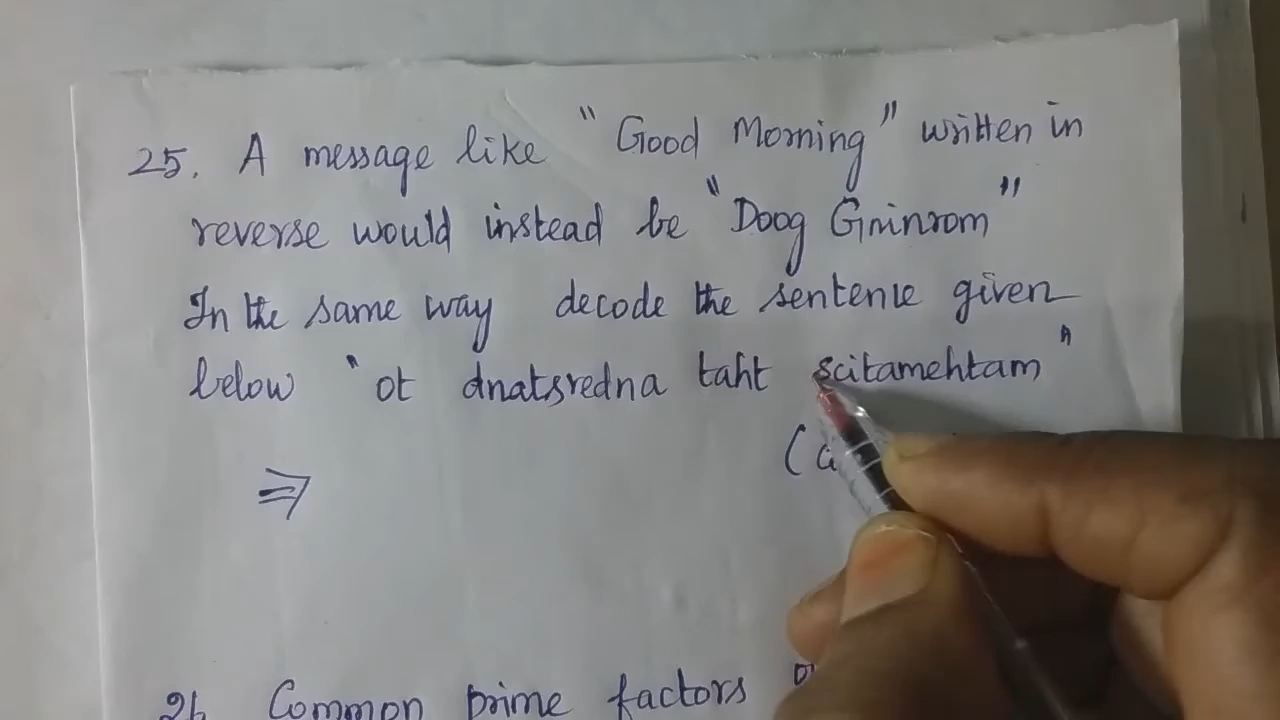 25. A message like "Good Morning" written in
reverse would instead be "Doog Gninrom"
In the same way decode the sentence given
below "ot dnatsredna taht scitamehtam"
(a
⇒
26 Common prime factors